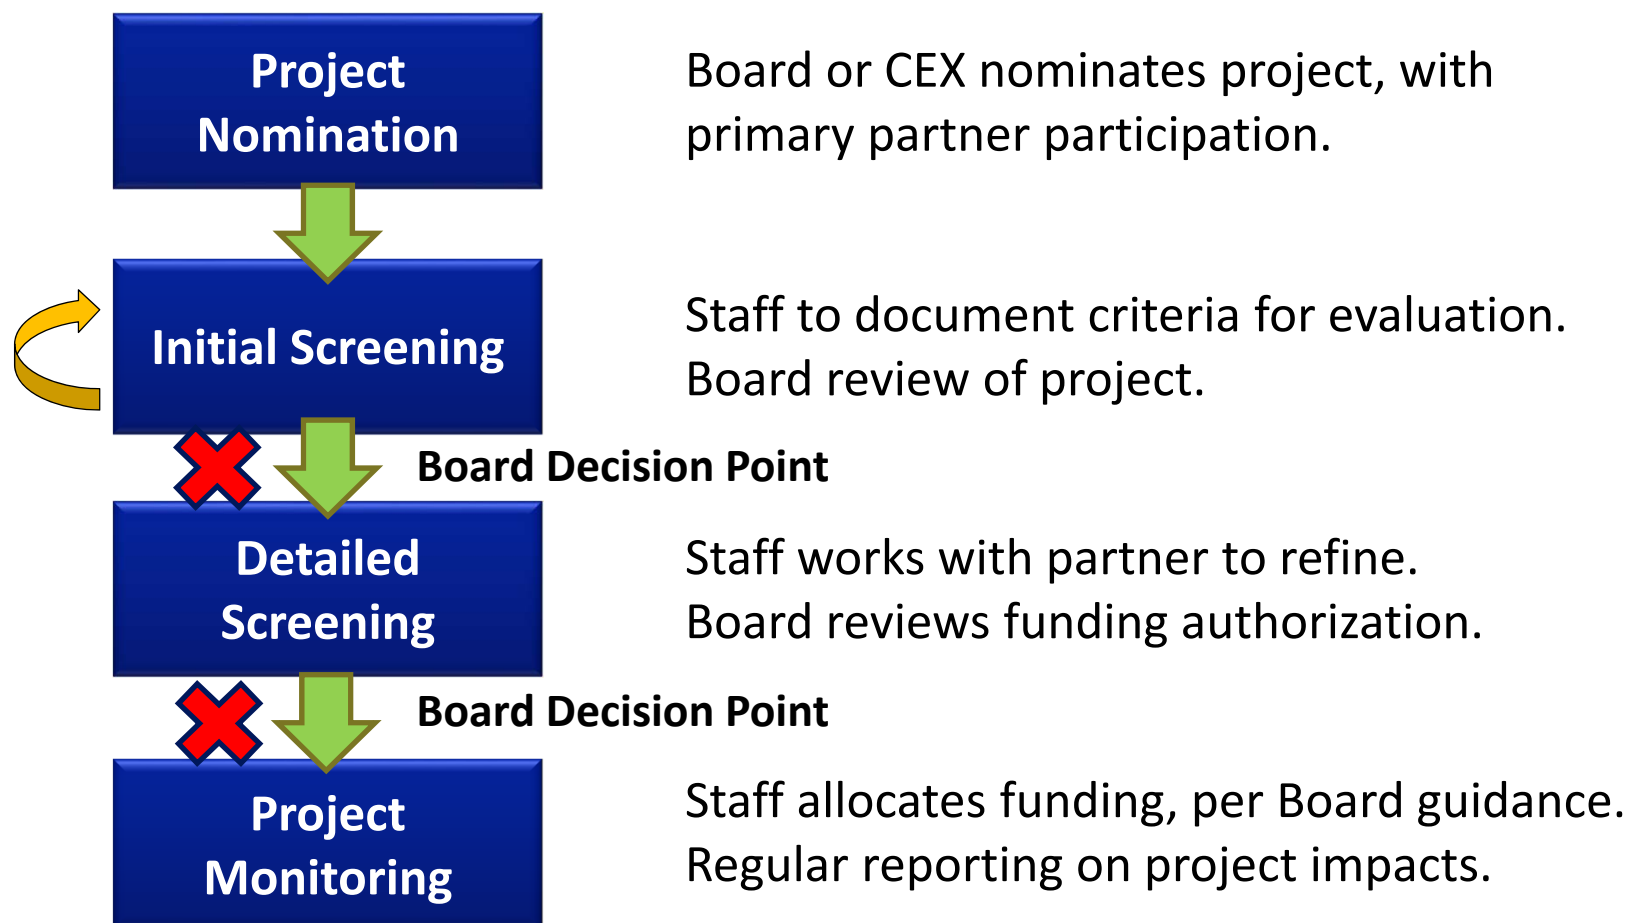 Project
Nomination
Board or CEX nominates project, with
primary partner participation.
Initial Screening
Staff to document criteria for evaluation.
Board review of project.
Board Decision Point
Detailed
Screening
Staff works with partner to refine.
Board reviews funding authorization.
Board Decision Point
Project
Monitoring
Staff allocates funding, per Board guidance.
Regular reporting on project impacts.